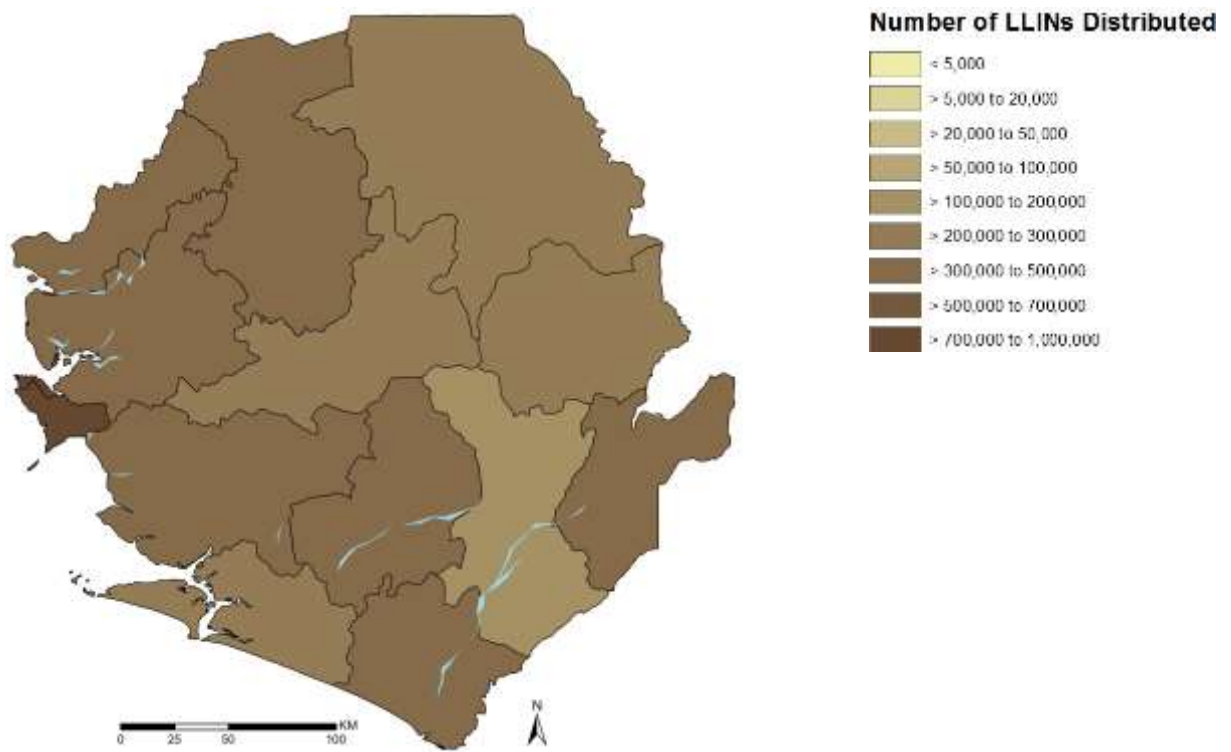 Number of LLINs Distributed
< 5,000
> 5,000 to 20,000
> 20,000 to 50,000
> 50,000 to 100,000
> 100,000 to 200,000
> 200,000 to 300,000
> 300,000 to 500,000
> 500,000 to 700,000
> 700,000 to 1,000,000
N
KM
0 25 50 100